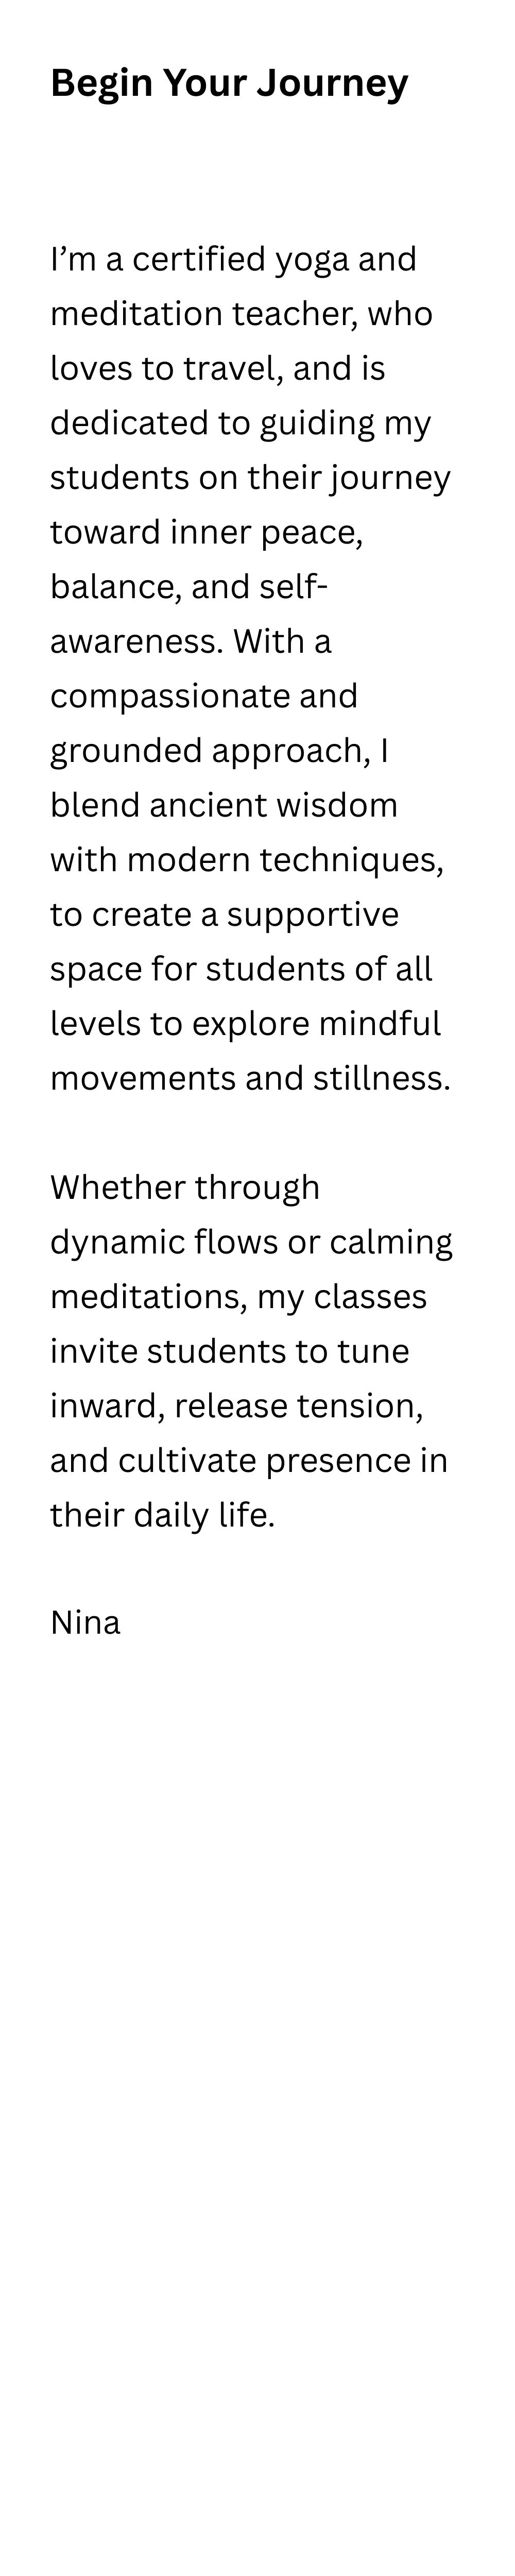 Begin Your Journey
I’m a certified yoga and
meditation teacher, who
loves to travel, and is
dedicated to guiding my
students on their journey
toward inner peace,
balance, and self-
awareness. With a
compassionate and
grounded approach, I
blend ancient wisdom
with modern techniques,
to create a supportive
space for students of all
levels to explore mindful
movements and stillness.
Whether through
dynamic flows or calming
meditations, my classes
invite students to tune
inward, release tension,
and cultivate presence in
their daily life.
Nina